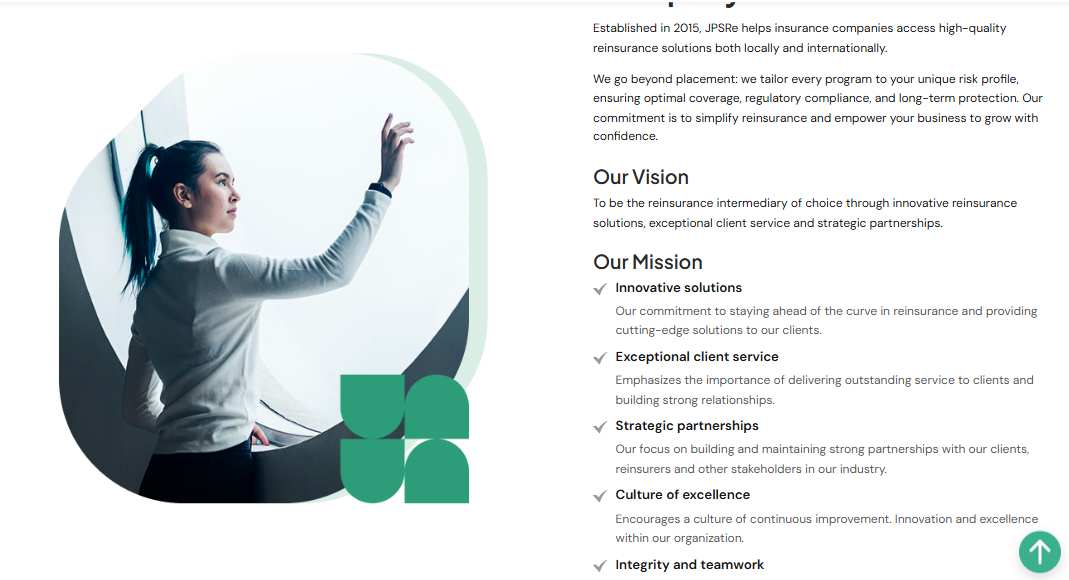 Established in 2015, JPSRe helps insurance companies access high-quality
reinsurance solutions both locally and internationally.
We go beyond placement: we tailor every program to your unique risk profile,
ensuring optimal coverage, regulatory compliance, and long-term protection. Our
commitment is to simplify reinsurance and empower your business to grow with
confidence.
Our Vision
To be the reinsurance intermediary of choice through innovative reinsurance
solutions, exceptional client service and strategic partnerships.
Our Mission
Innovative solutions
Our commitment to staying ahead of the curve in reinsurance and providing
cutting-edge solutions to our clients.
Exceptional client service
Emphasizes the importance of delivering outstanding service to clients and
building strong relationships.
Strategic partnerships
Our focus on building and maintaining strong partnerships with our clients,
reinsurers and other stakeholders in our industry.
Culture of excellence
Encourages a culture of continuous improvement. Innovation and excellence
within our organization.
Integrity and teamwork